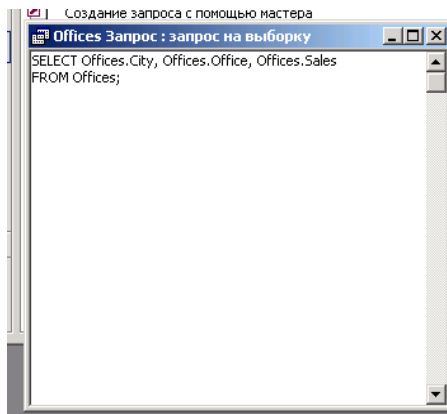 Создание запроса с помощью мастера
Offices Запрос : запрос на выборку
SELECT Offices.City, Offices.Office, Offices.Sales
FROM Offices;